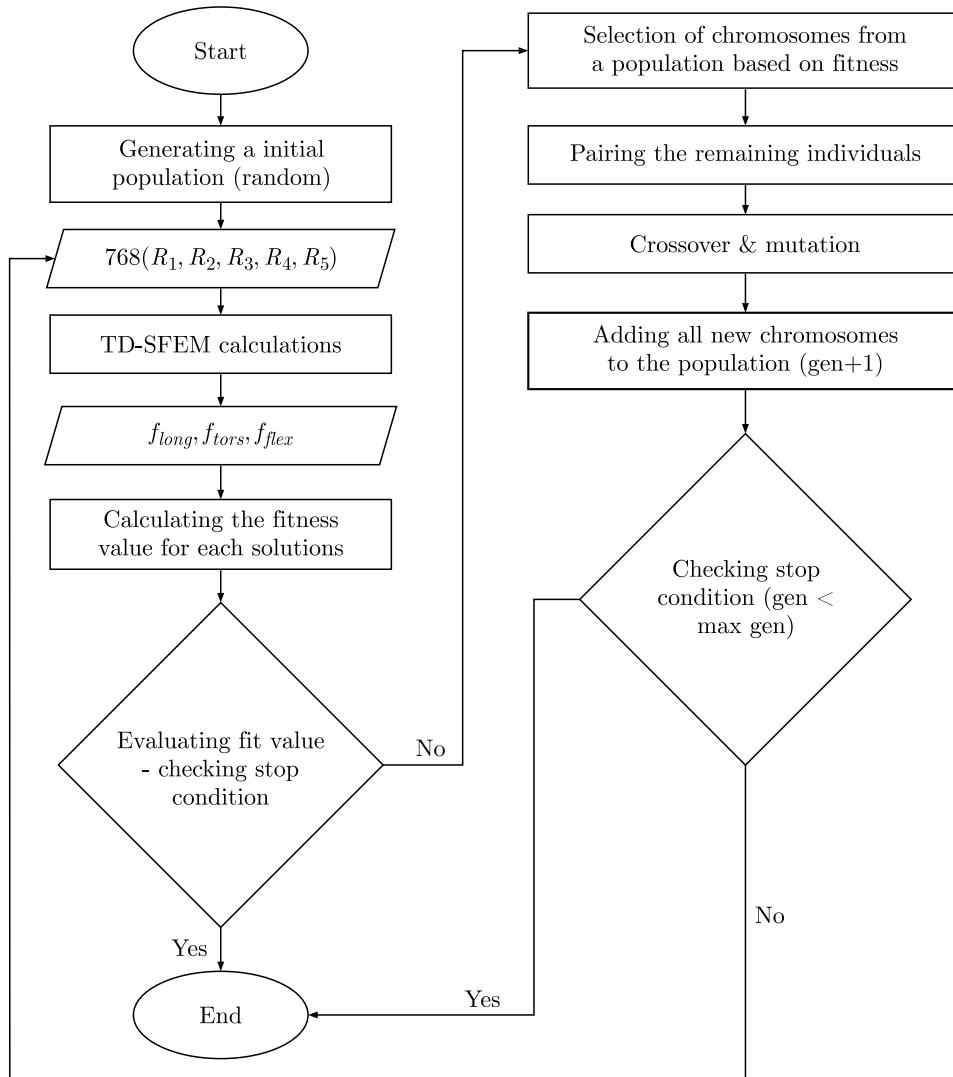 Start
Generating a initial
population (random)
768(R₁, R₂, R₃, R₄, R₅)
TD-SFEM calculations
f_long, f_tors, f_flex
Calculating the fitness
value for each solutions
Evaluating fit value
- checking stop
condition
No
Yes
End
Selection of chromosomes from
a population based on fitness
Pairing the remaining individuals
Crossover & mutation
Adding all new chromosomes
to the population (gen+1)
Checking stop
condition (gen <
max gen)
No
Yes